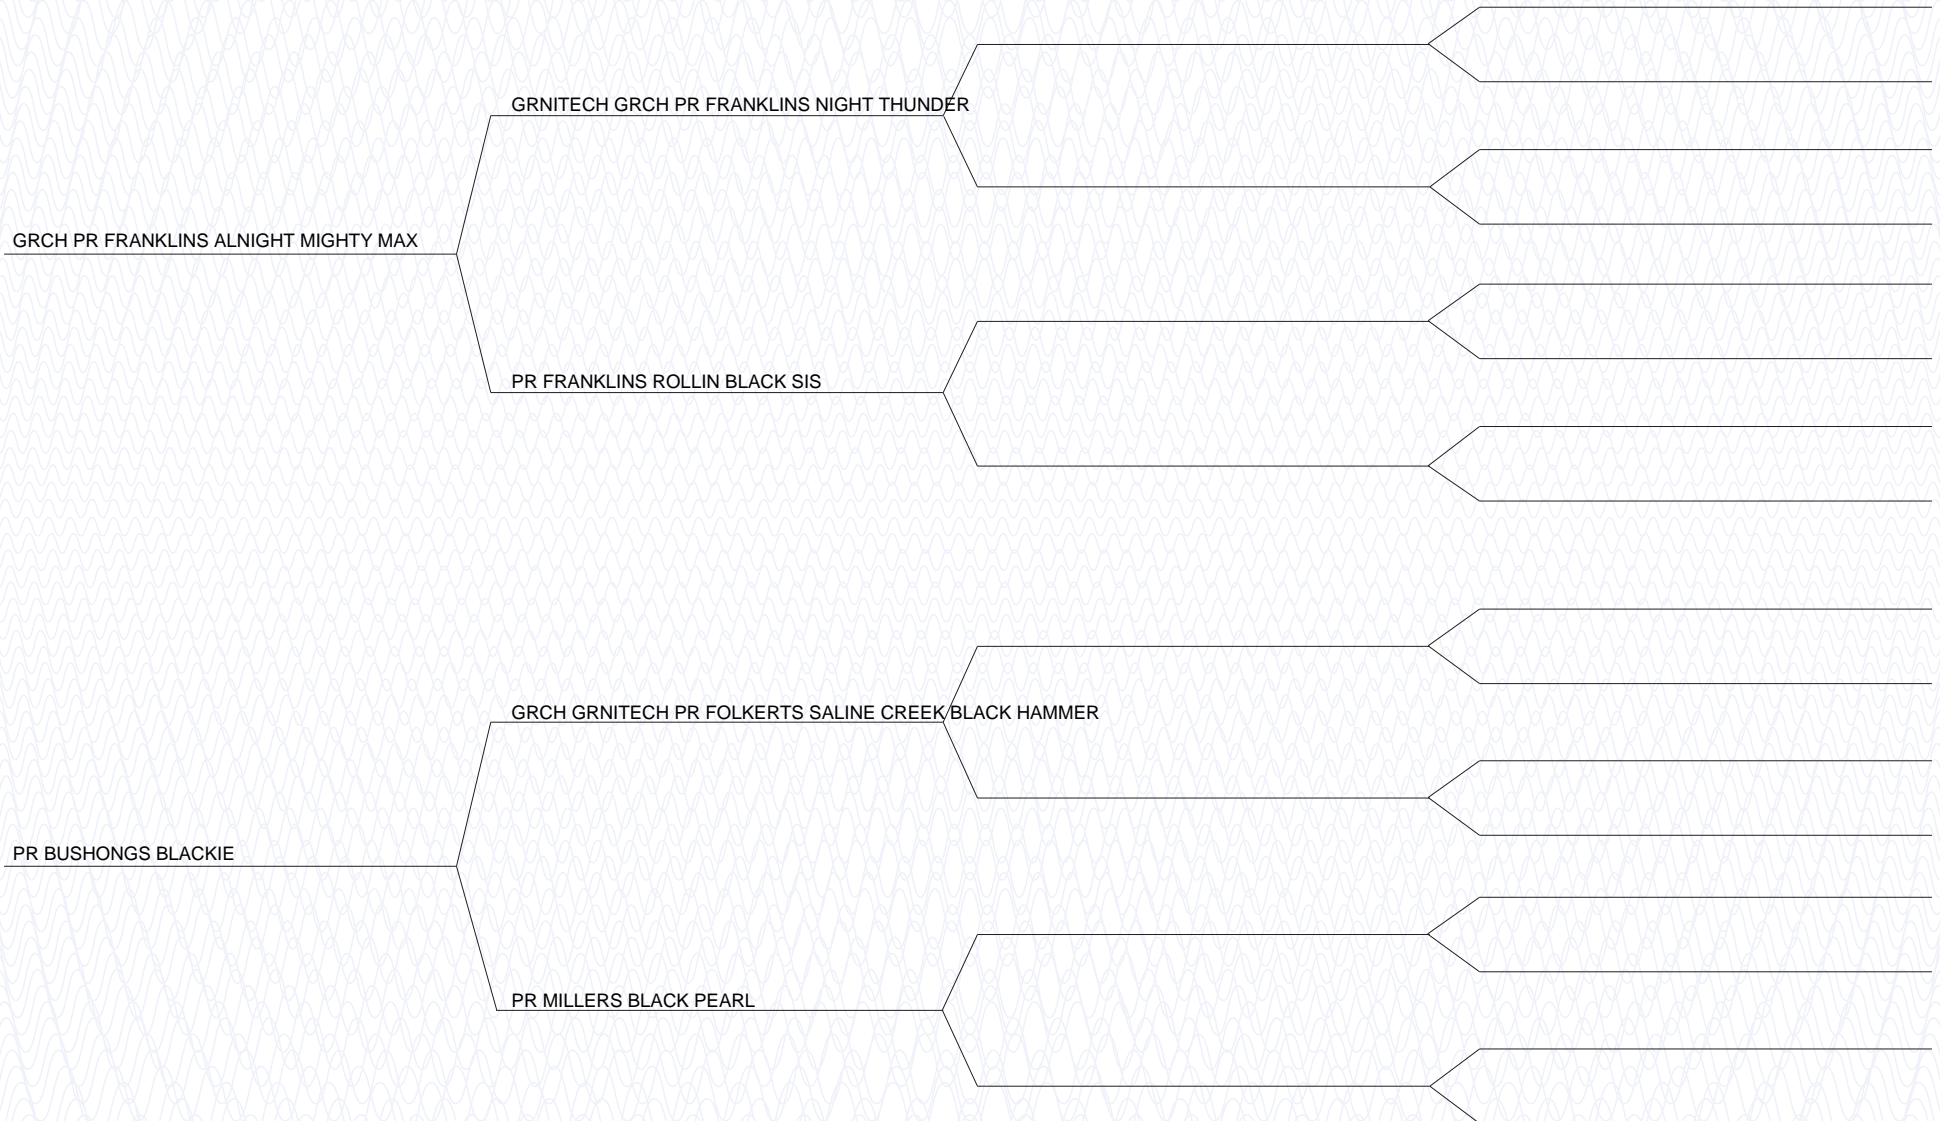 GRNITECH GRCH PR FRANKLINS NIGHT THUNDER
GRCH PR FRANKLINS ALNIGHT MIGHTY MAX
PR FRANKLINS ROLLIN BLACK SIS
GRCH GRNITECH PR FOLKERTS SALINE CREEK BLACK HAMMER
PR BUSHONGS BLACKIE
PR MILLERS BLACK PEARL